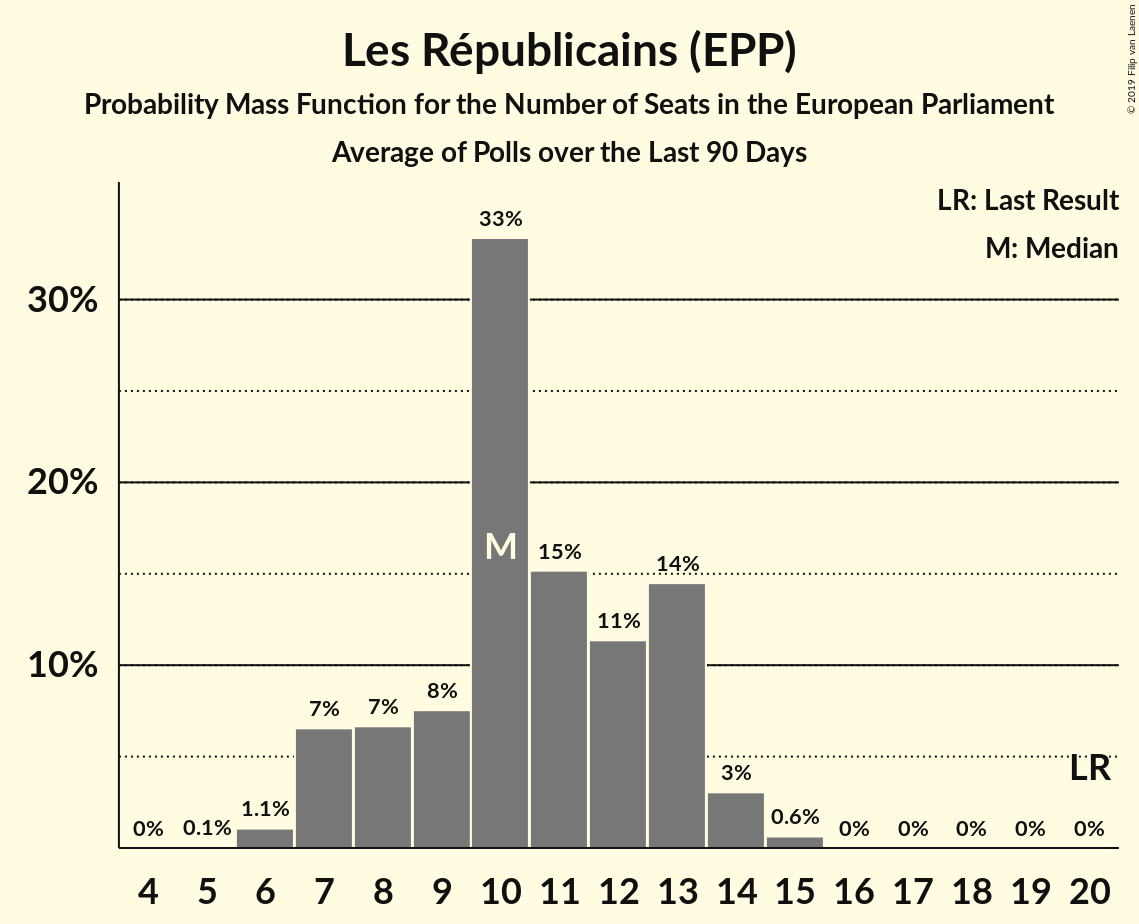 Les Républicains (EPP)
Probability Mass Function for the Number of Seats in the European Parliament
Average of Polls over the Last 90 Days
© 2019 Filip van Laenen
LR: Last Result
M: Median
33%
30%
20%
M
15%
14%
11%
10%
8%
7%
7%
LR
3%
1.1%
0.6%
0%
0.1%
0%
0%
0%
0%
0%
4 5 6 7 8 9 10 11 12 13 14 15 16 17 18 19 20